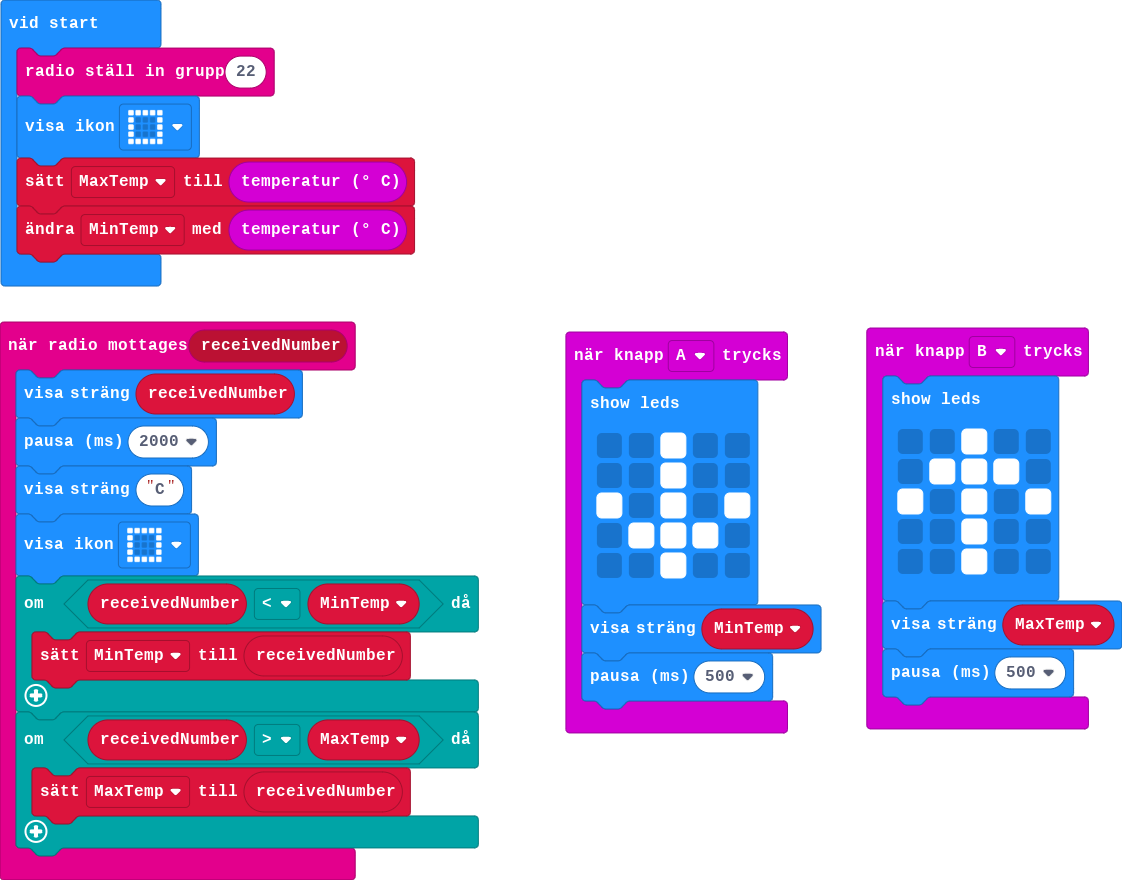 vid start
radio ställ in grupp 22
visa ikon
sätt MaxTemp till temperatur (° C)
ändra MinTemp med temperatur (° C)
när radio mottages receivedNumber
visa sträng receivedNumber
pausa (ms) 2000
visa sträng "C"
visa ikon
om receivedNumber < MinTemp då
sätt MinTemp till receivedNumber
om receivedNumber > MaxTemp då
sätt MaxTemp till receivedNumber
när knapp A trycks
show leds
visa sträng MinTemp
pausa (ms) 500
när knapp B trycks
show leds
visa sträng MaxTemp
pausa (ms) 500